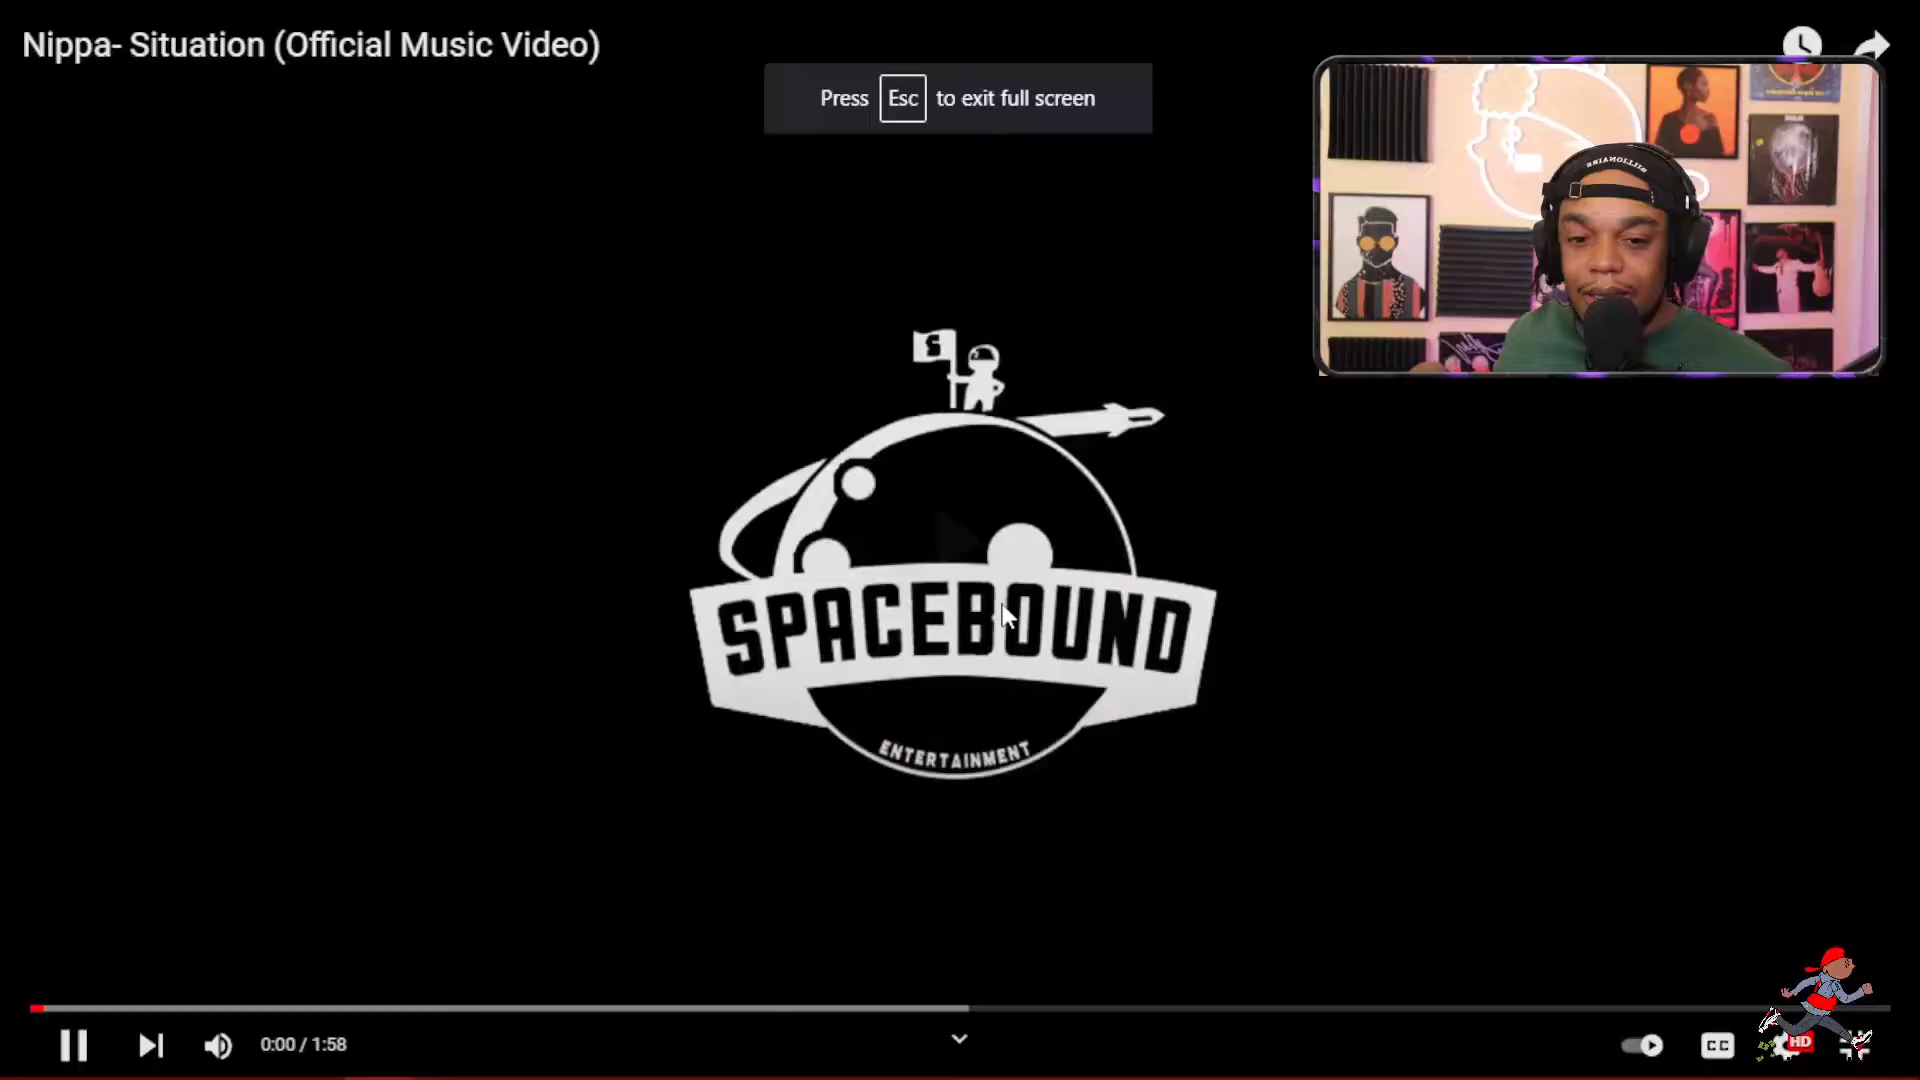 Nippa- Situation (Official Music Video)
Press Esc to exit full screen
S
SPACEBOUND
ENTERTAINMENT
0:00 / 1:58
CC
HD